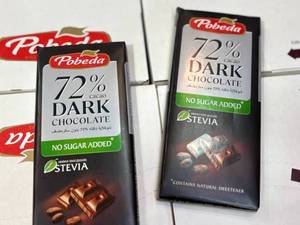 Pobeda
Pobeda
72%
cacao
DARK
CHOCOLATE
NO SUGAR ADDED*
STEVIA
Pobeda
72%
cacao
DARK
CHOCOLATE
NO SUGAR ADDED*
STEVIA
*CONTAINS NATURAL SWEETENER